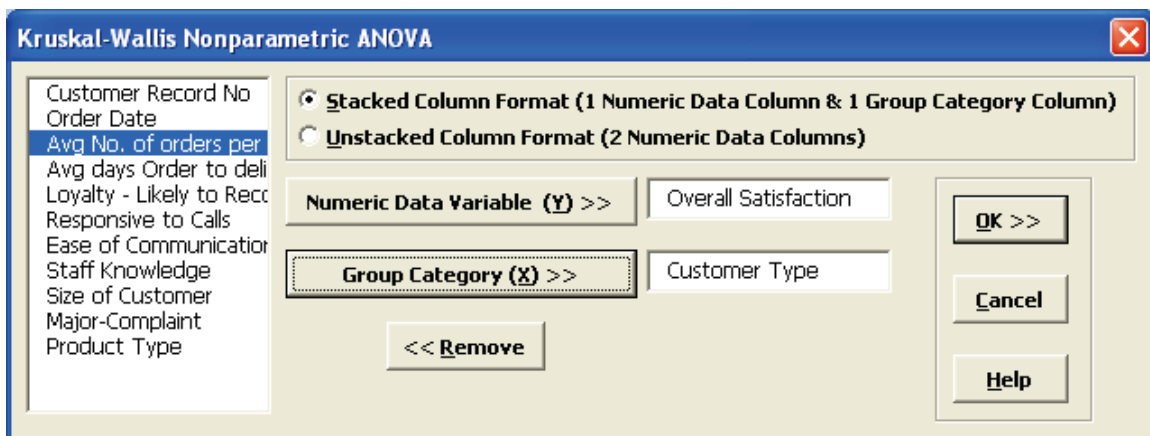 Kruskal-Wallis Nonparametric ANOVA
Customer Record No
Order Date
Avg No. of orders per
Avg days Order to deli
Loyalty - Likely to Reco
Responsive to Calls
Ease of Communication
Staff Knowledge
Size of Customer
Major-Complaint
Product Type
Stacked Column Format (1 Numeric Data Column & 1 Group Category Column)
Unstacked Column Format (2 Numeric Data Columns)
Numeric Data Variable (Y) >>
Overall Satisfaction
Group Category (X) >>
Customer Type
<< Remove
OK >>
Cancel
Help